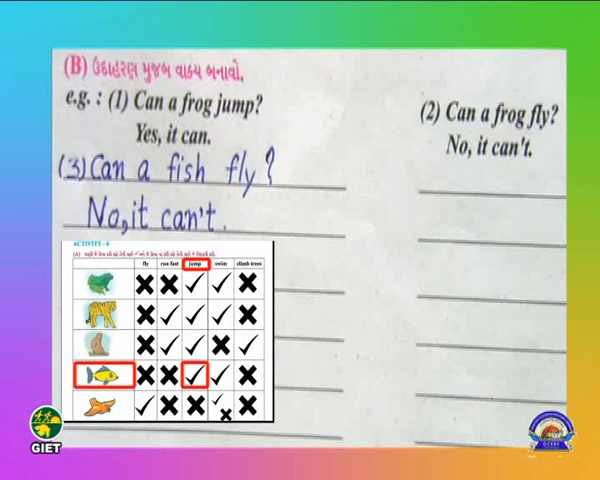 (B) ઉદાહરણ મુજબ વાક્ય બનાવો.
e.g. : (1) Can a frog jump?
Yes, it can.
(2) Can a frog fly?
No, it can't.
(3) Can a fish fly?
No, it can't.
ACTIVITY - 4
fly run fast jump swim climb trees
GIET